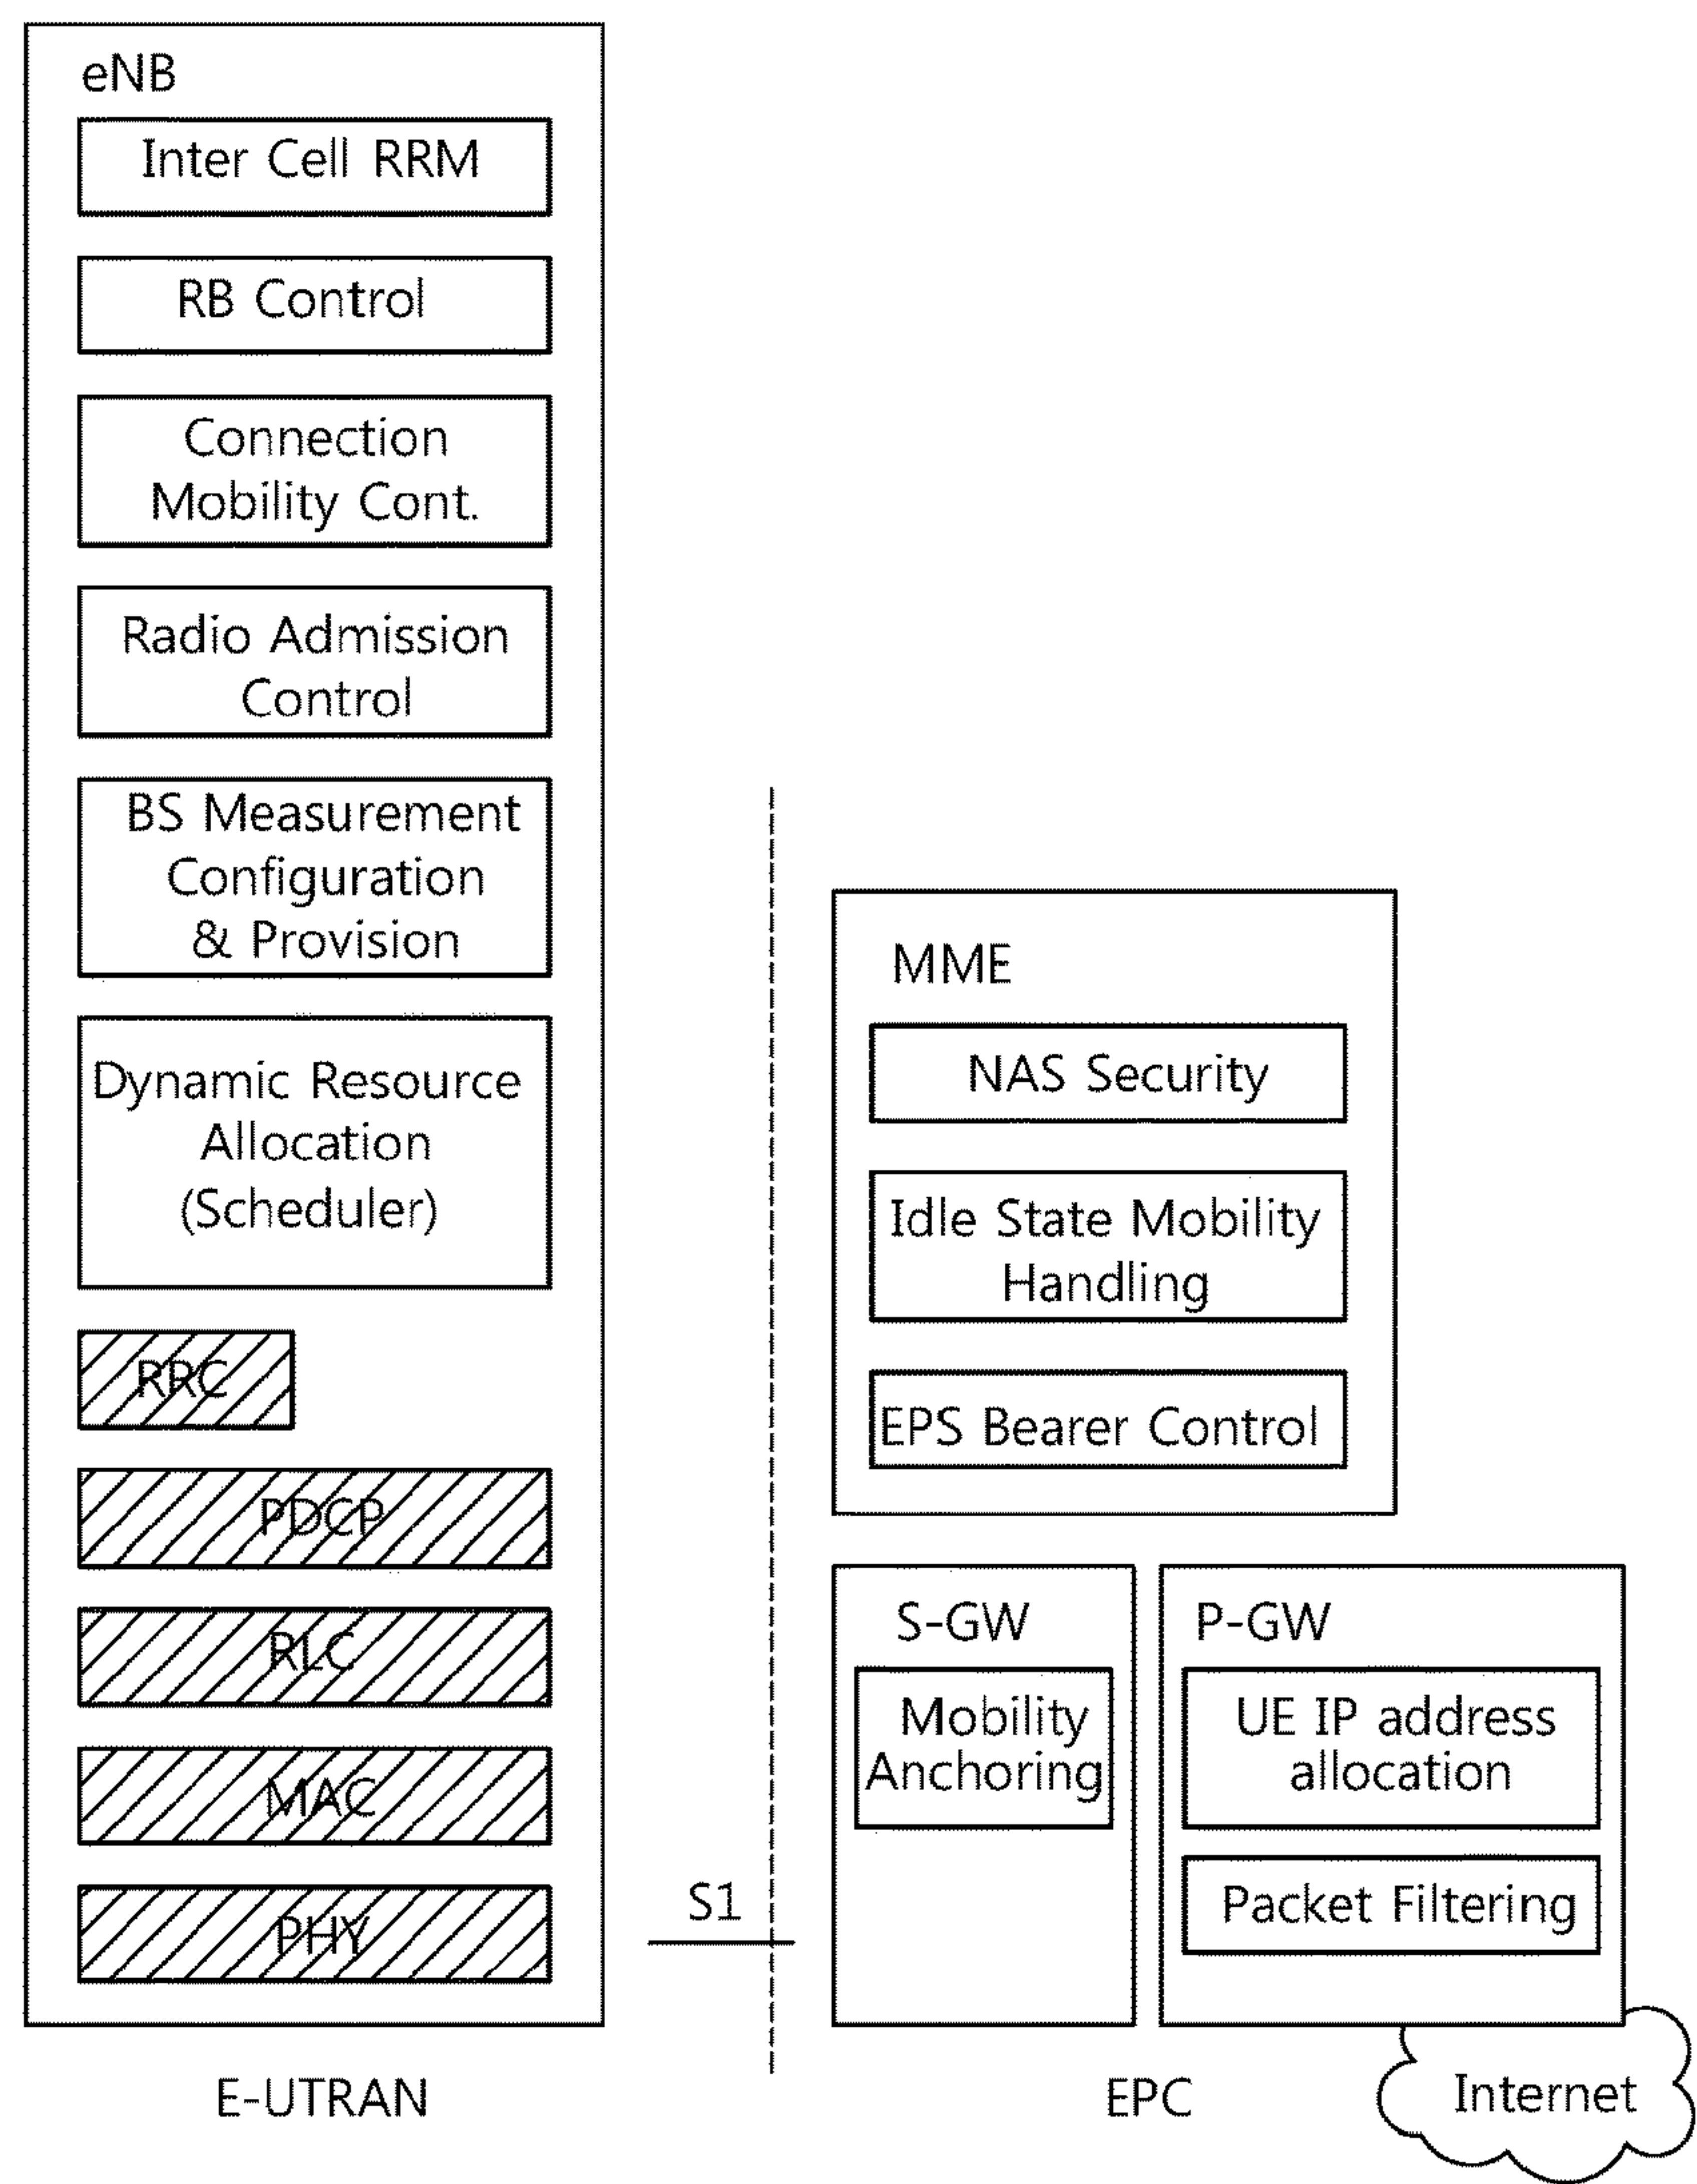 eNB
Inter Cell RRM
RB Control
Connection
Mobility Cont.
Radio Admission
Control
BS Measurement
Configuration
& Provision
Dynamic Resource
Allocation
(Scheduler)
RRC
PDCP
RLC
MAC
PHY
E-UTRAN
S1
MME
NAS Security
Idle State Mobility
Handling
EPS Bearer Control
S-GW
Mobility
Anchoring
P-GW
UE IP address
allocation
Packet Filtering
EPC
Internet